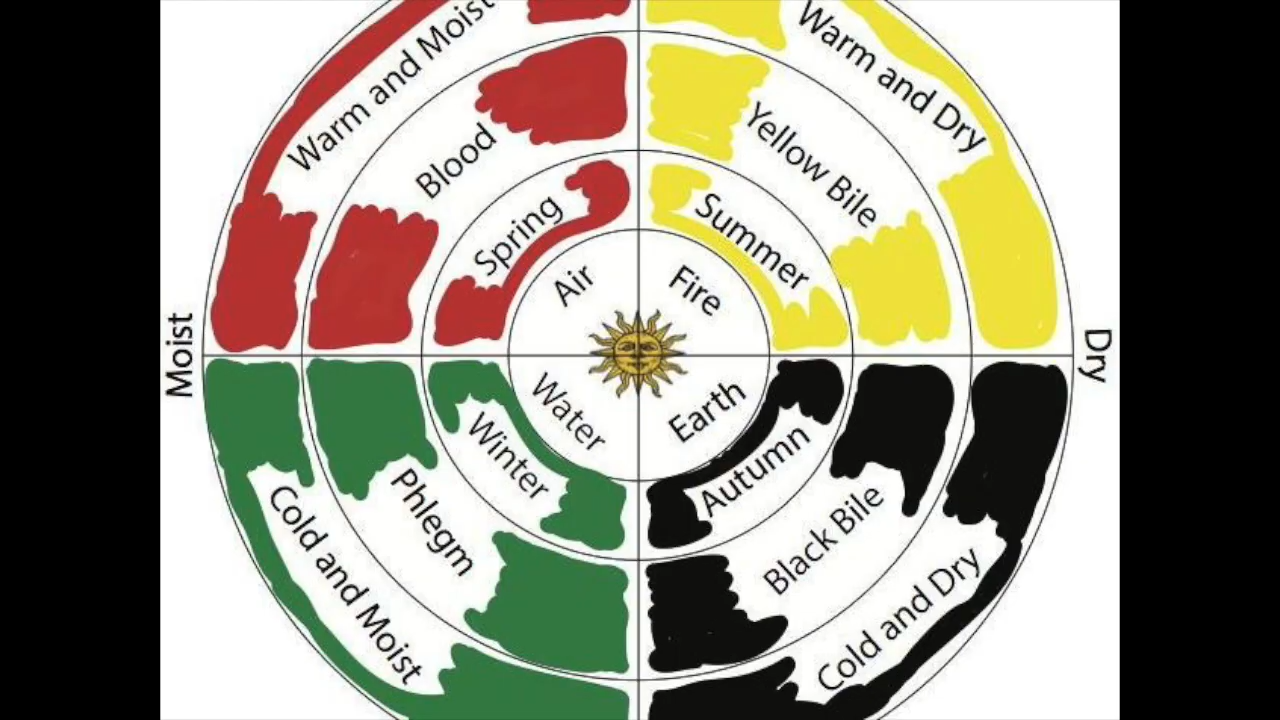 Warm and Moist
Warm and Dry
Blood
Yellow Bile
Spring
Summer
Air
Fire
Moist
Dry
Water
Earth
Winter
Autumn
Phlegm
Black Bile
Cold and Moist
Cold and Dry